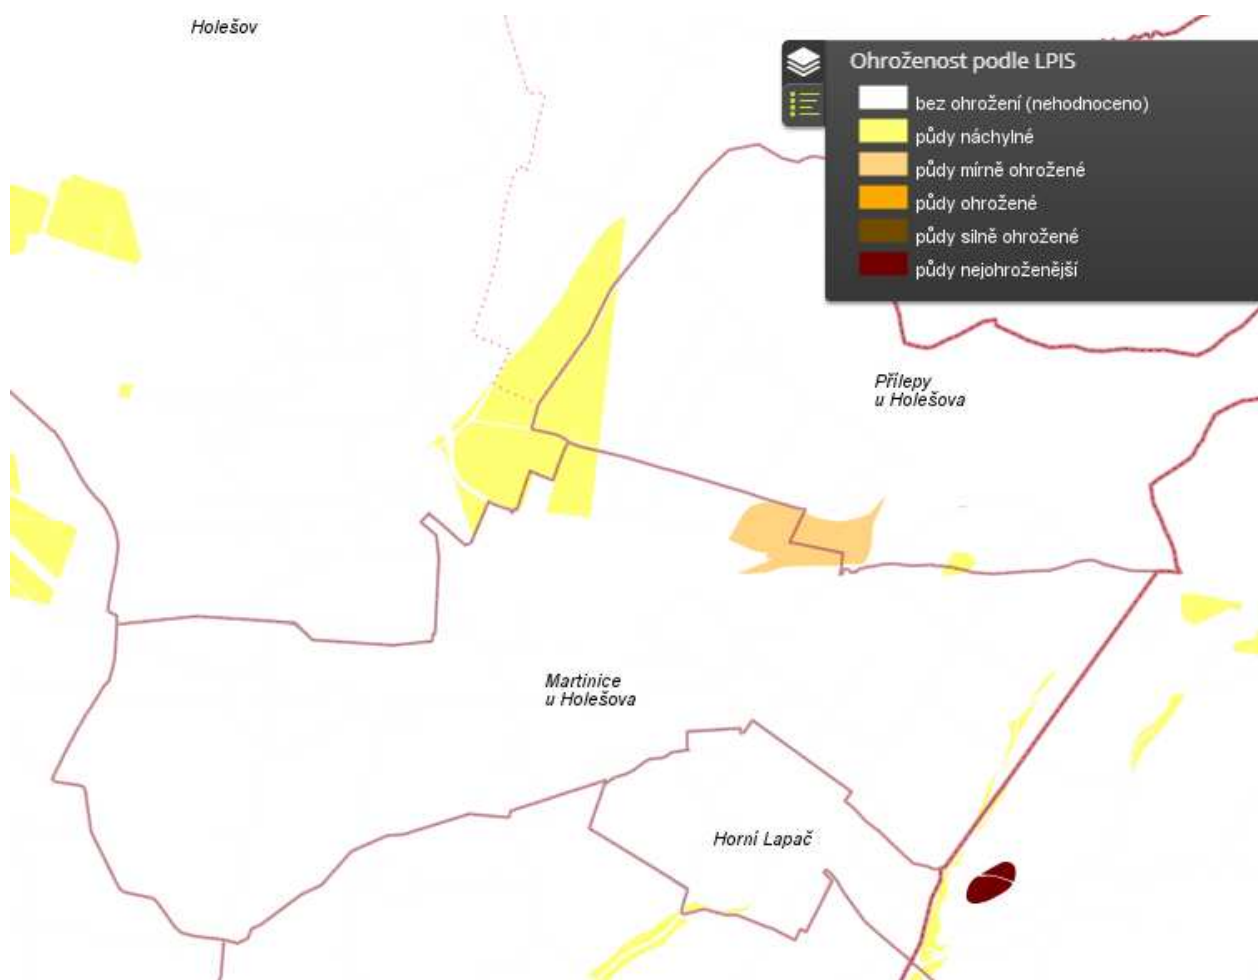 Holešov
Ohroženost podle LPIS
bez ohrožení (nehodnoceno)
půdy náchylné
půdy mírně ohrožené
půdy ohrožené
půdy silně ohrožené
půdy nejohroženější
Přílepy
u Holešova
Martinice
u Holešova
Horní Lapač